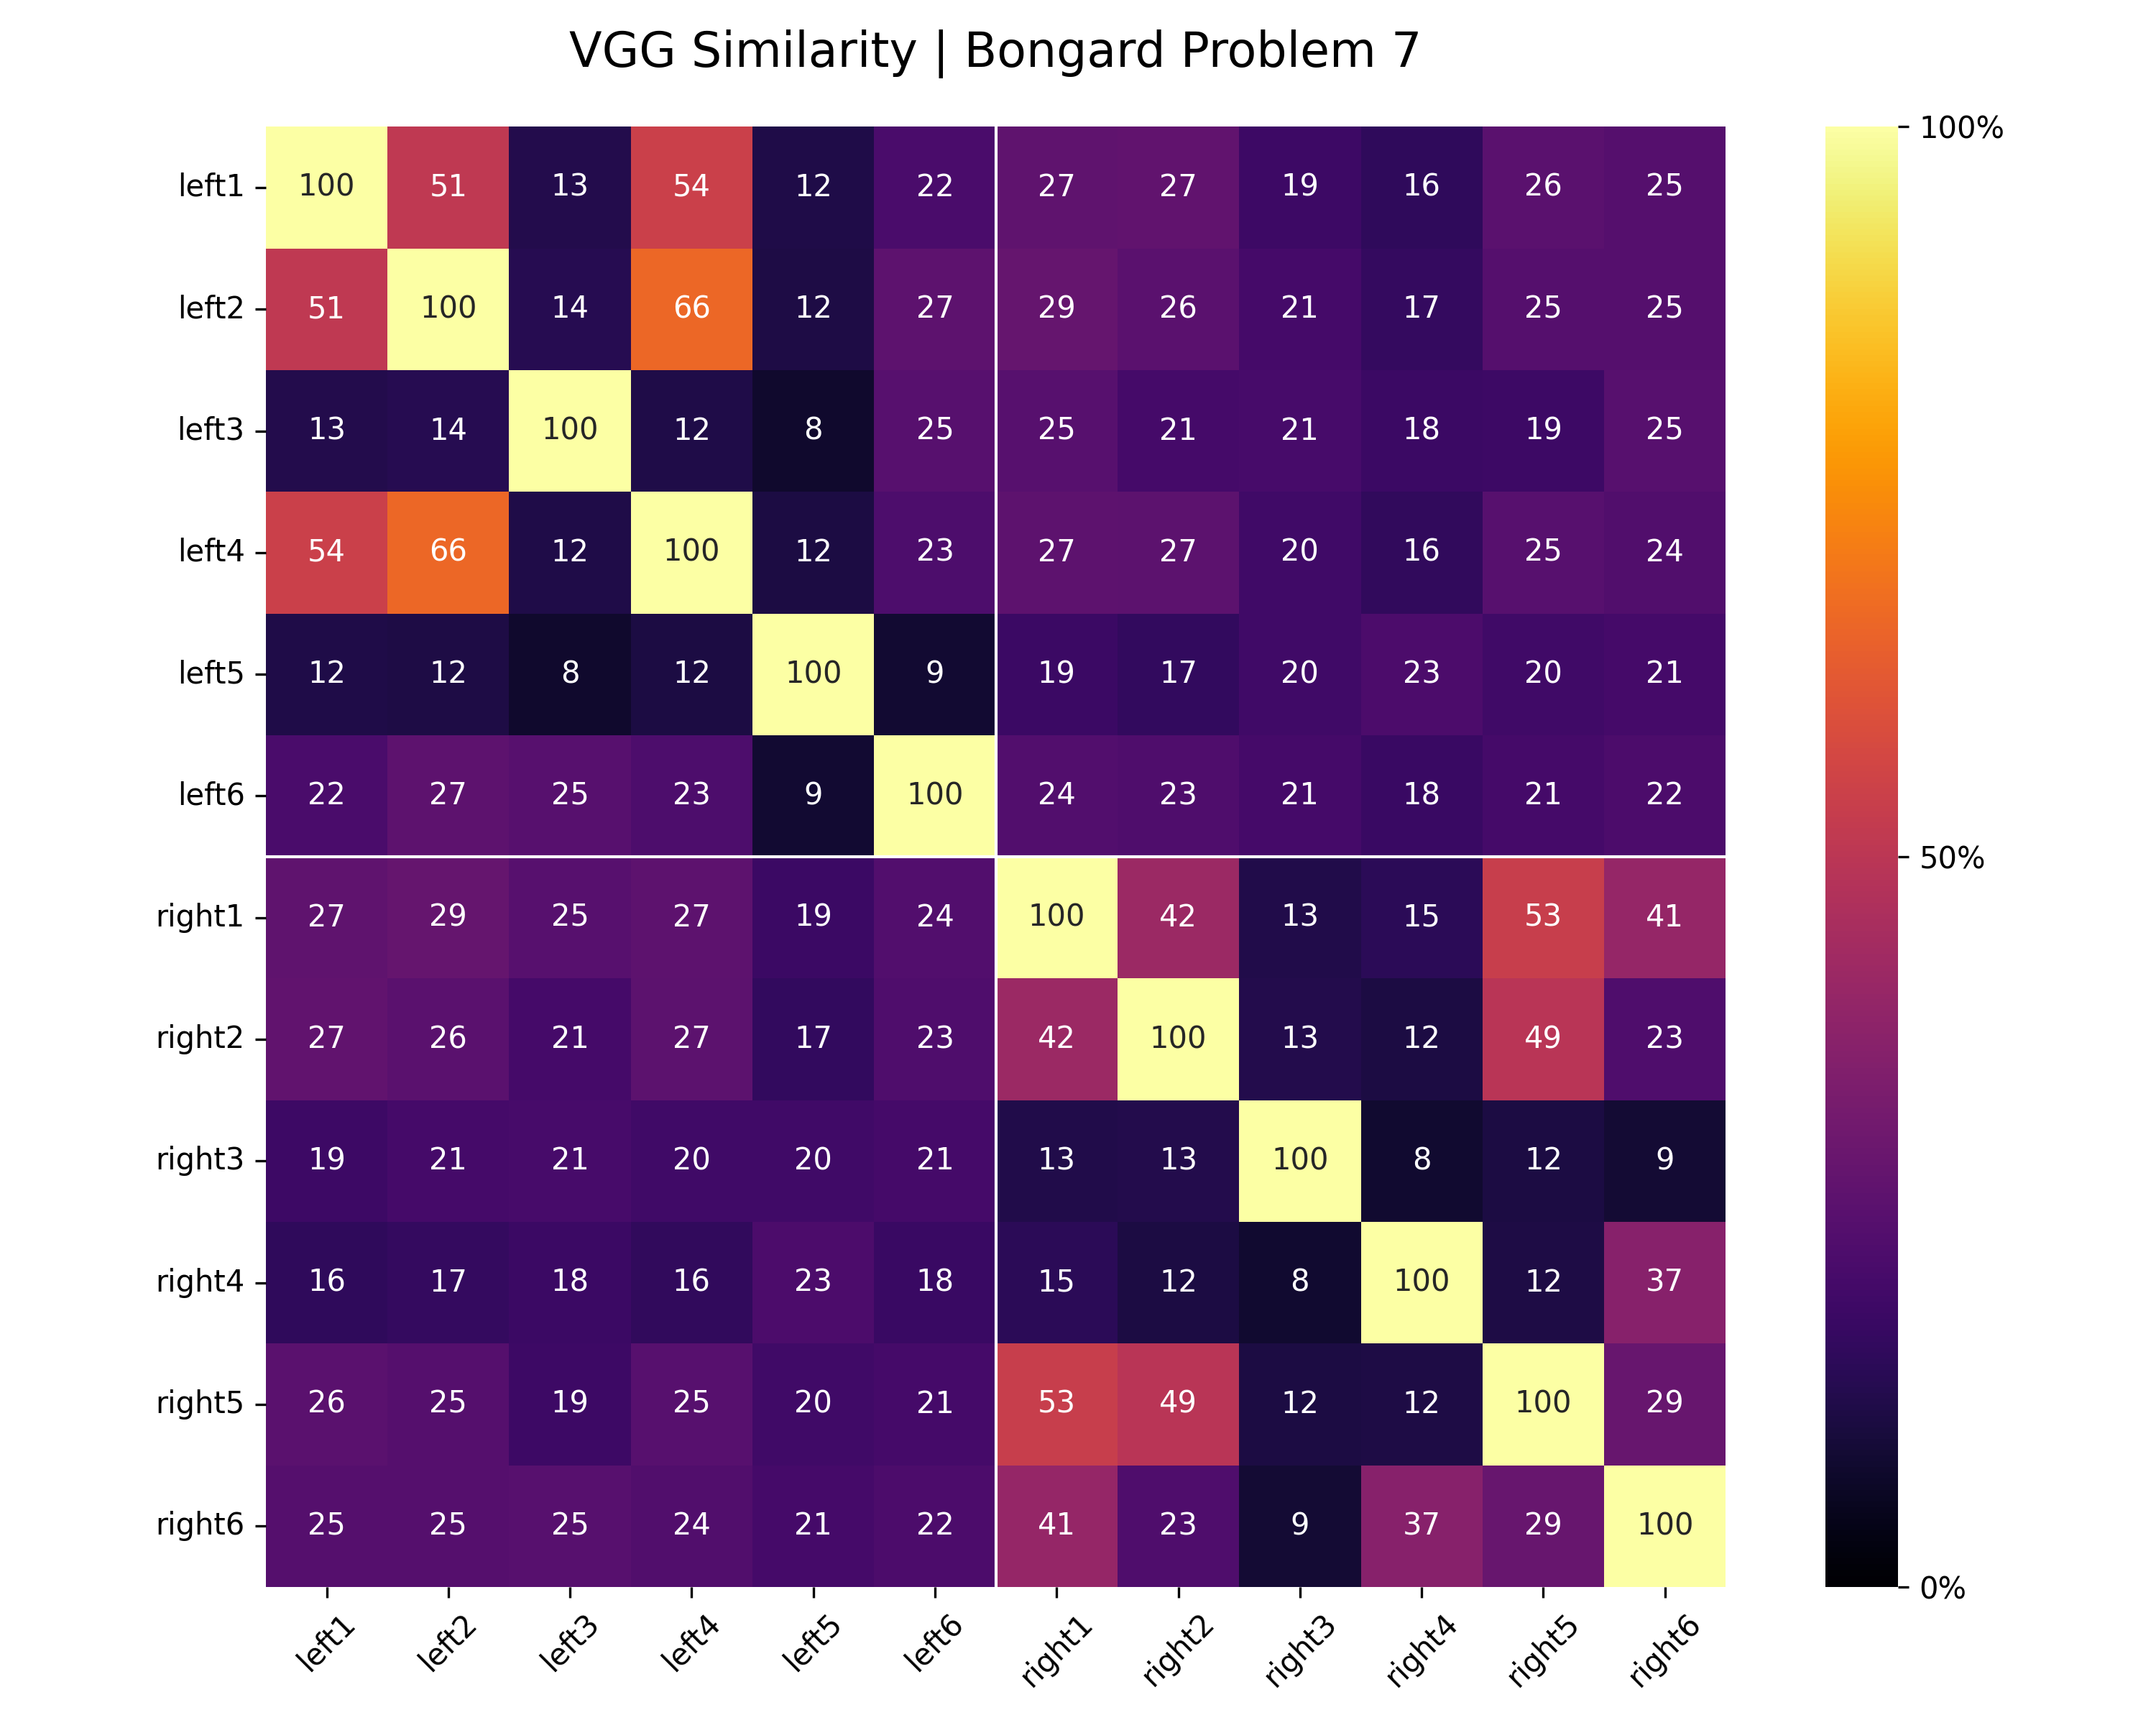 VGG Similarity | Bongard Problem 7
left1 100 51 13 54 12 22 27 27 19 16 26 25
left2 51 100 14 66 12 27 29 26 21 17 25 25
left3 13 14 100 12 8 25 25 21 21 18 19 25
left4 54 66 12 100 12 23 27 27 20 16 25 24
left5 12 12 8 12 100 9 19 17 20 23 20 21
left6 22 27 25 23 9 100 24 23 21 18 21 22
right1 27 29 25 27 19 24 100 42 13 15 53 41
right2 27 26 21 27 17 23 42 100 13 12 49 23
right3 19 21 21 20 20 21 13 13 100 8 12 9
right4 16 17 18 16 23 18 15 12 8 100 12 37
right5 26 25 19 25 20 21 53 49 12 12 100 29
right6 25 25 25 24 21 22 41 23 9 37 29 100
left1 left2 left3 left4 left5 left6 right1 right2 right3 right4 right5 right6
100%
50%
0%